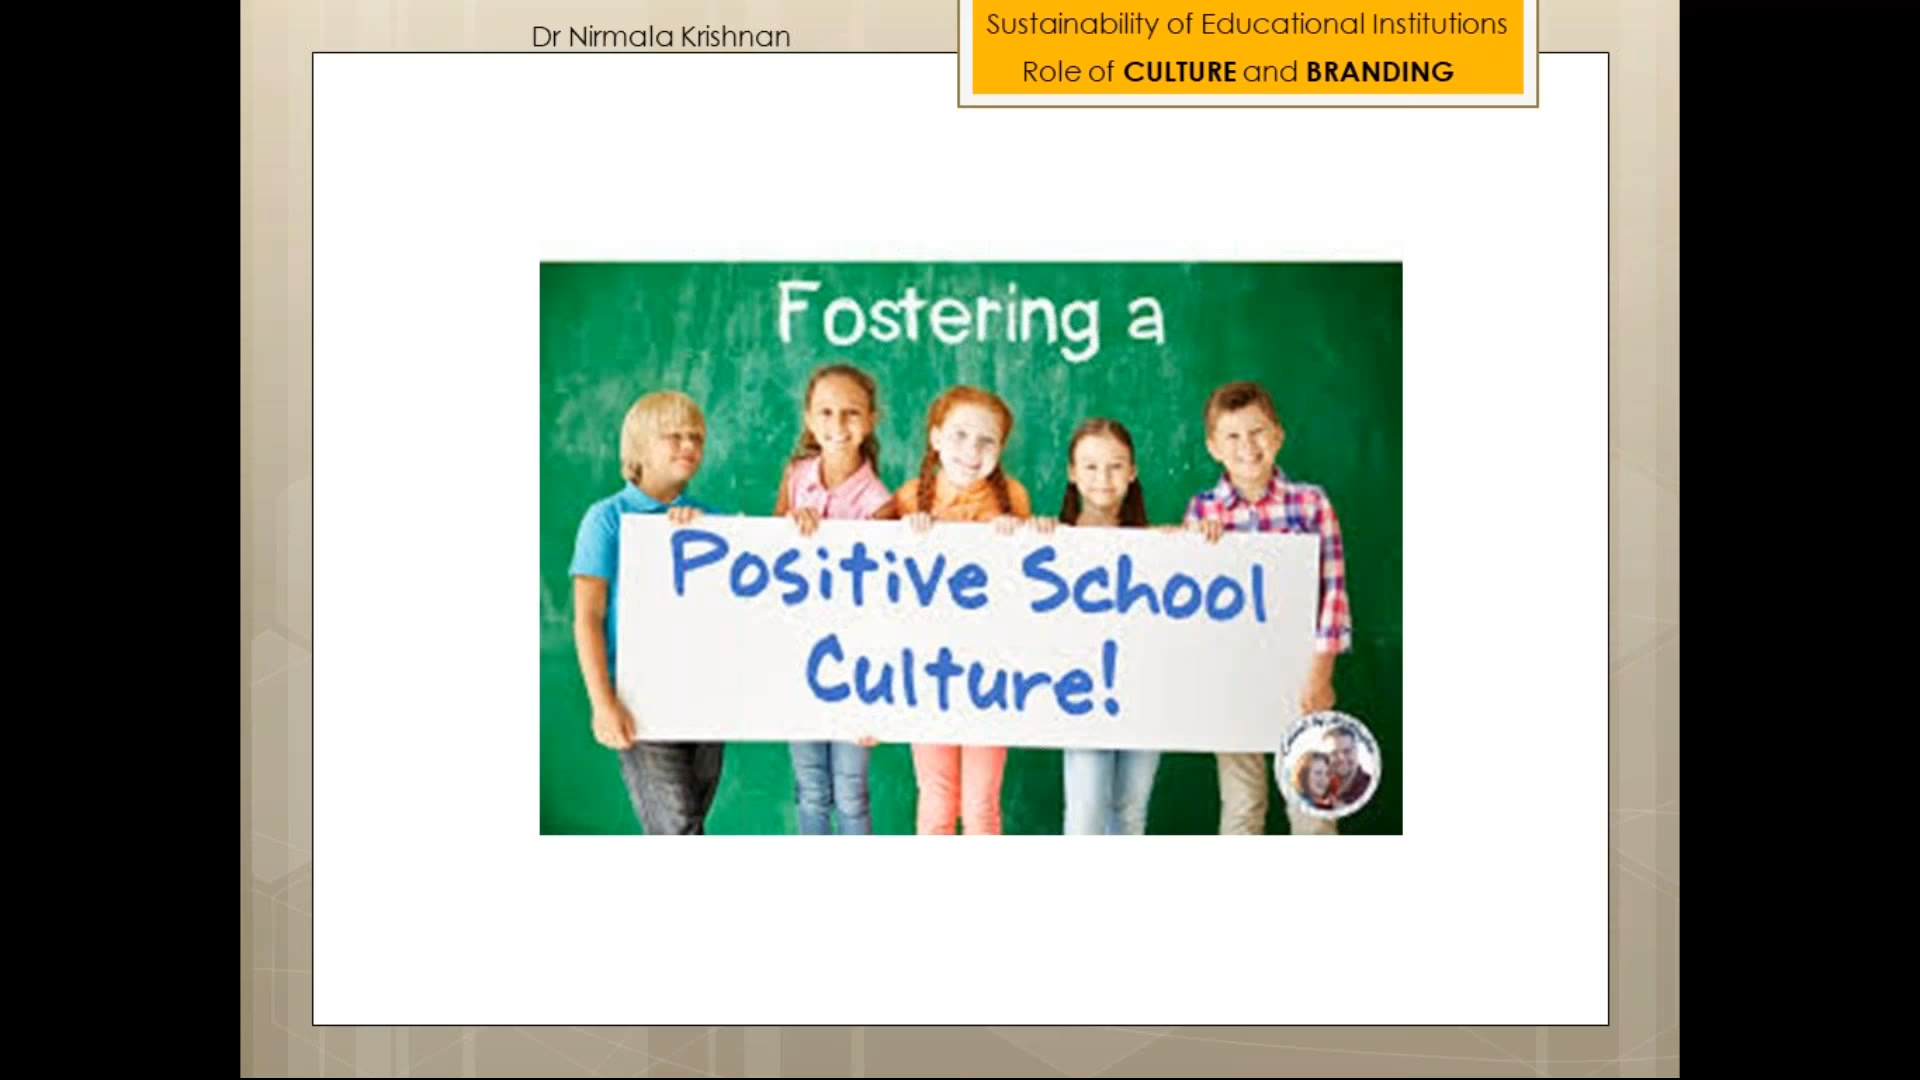 Dr Nirmala Krishnan
Sustainability of Educational Institutions
Role of CULTURE and BRANDING
Fostering a
Positive School
Culture!